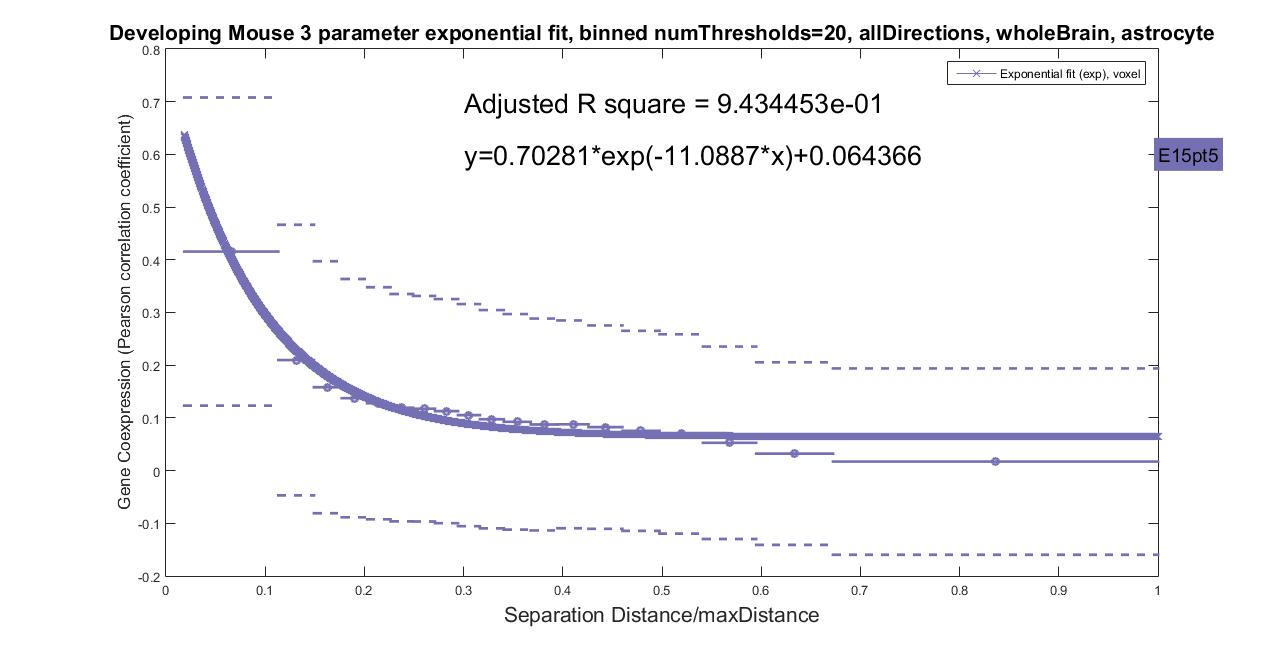 Developing Mouse 3 parameter exponential fit, binned numThresholds=20, allDirections, wholeBrain, astrocyte
Exponential fit (exp), voxel
Adjusted R square = 9.434453e-01
y=0.70281*exp(-11.0887*x)+0.064366
E15pt5
Gene Coexpression (Pearson correlation coefficient)
0.8
0.7
0.6
0.5
0.4
0.3
0.2
0.1
0
-0.1
-0.2
0 0.1 0.2 0.3 0.4 0.5 0.6 0.7 0.8 0.9 1
Separation Distance/maxDistance